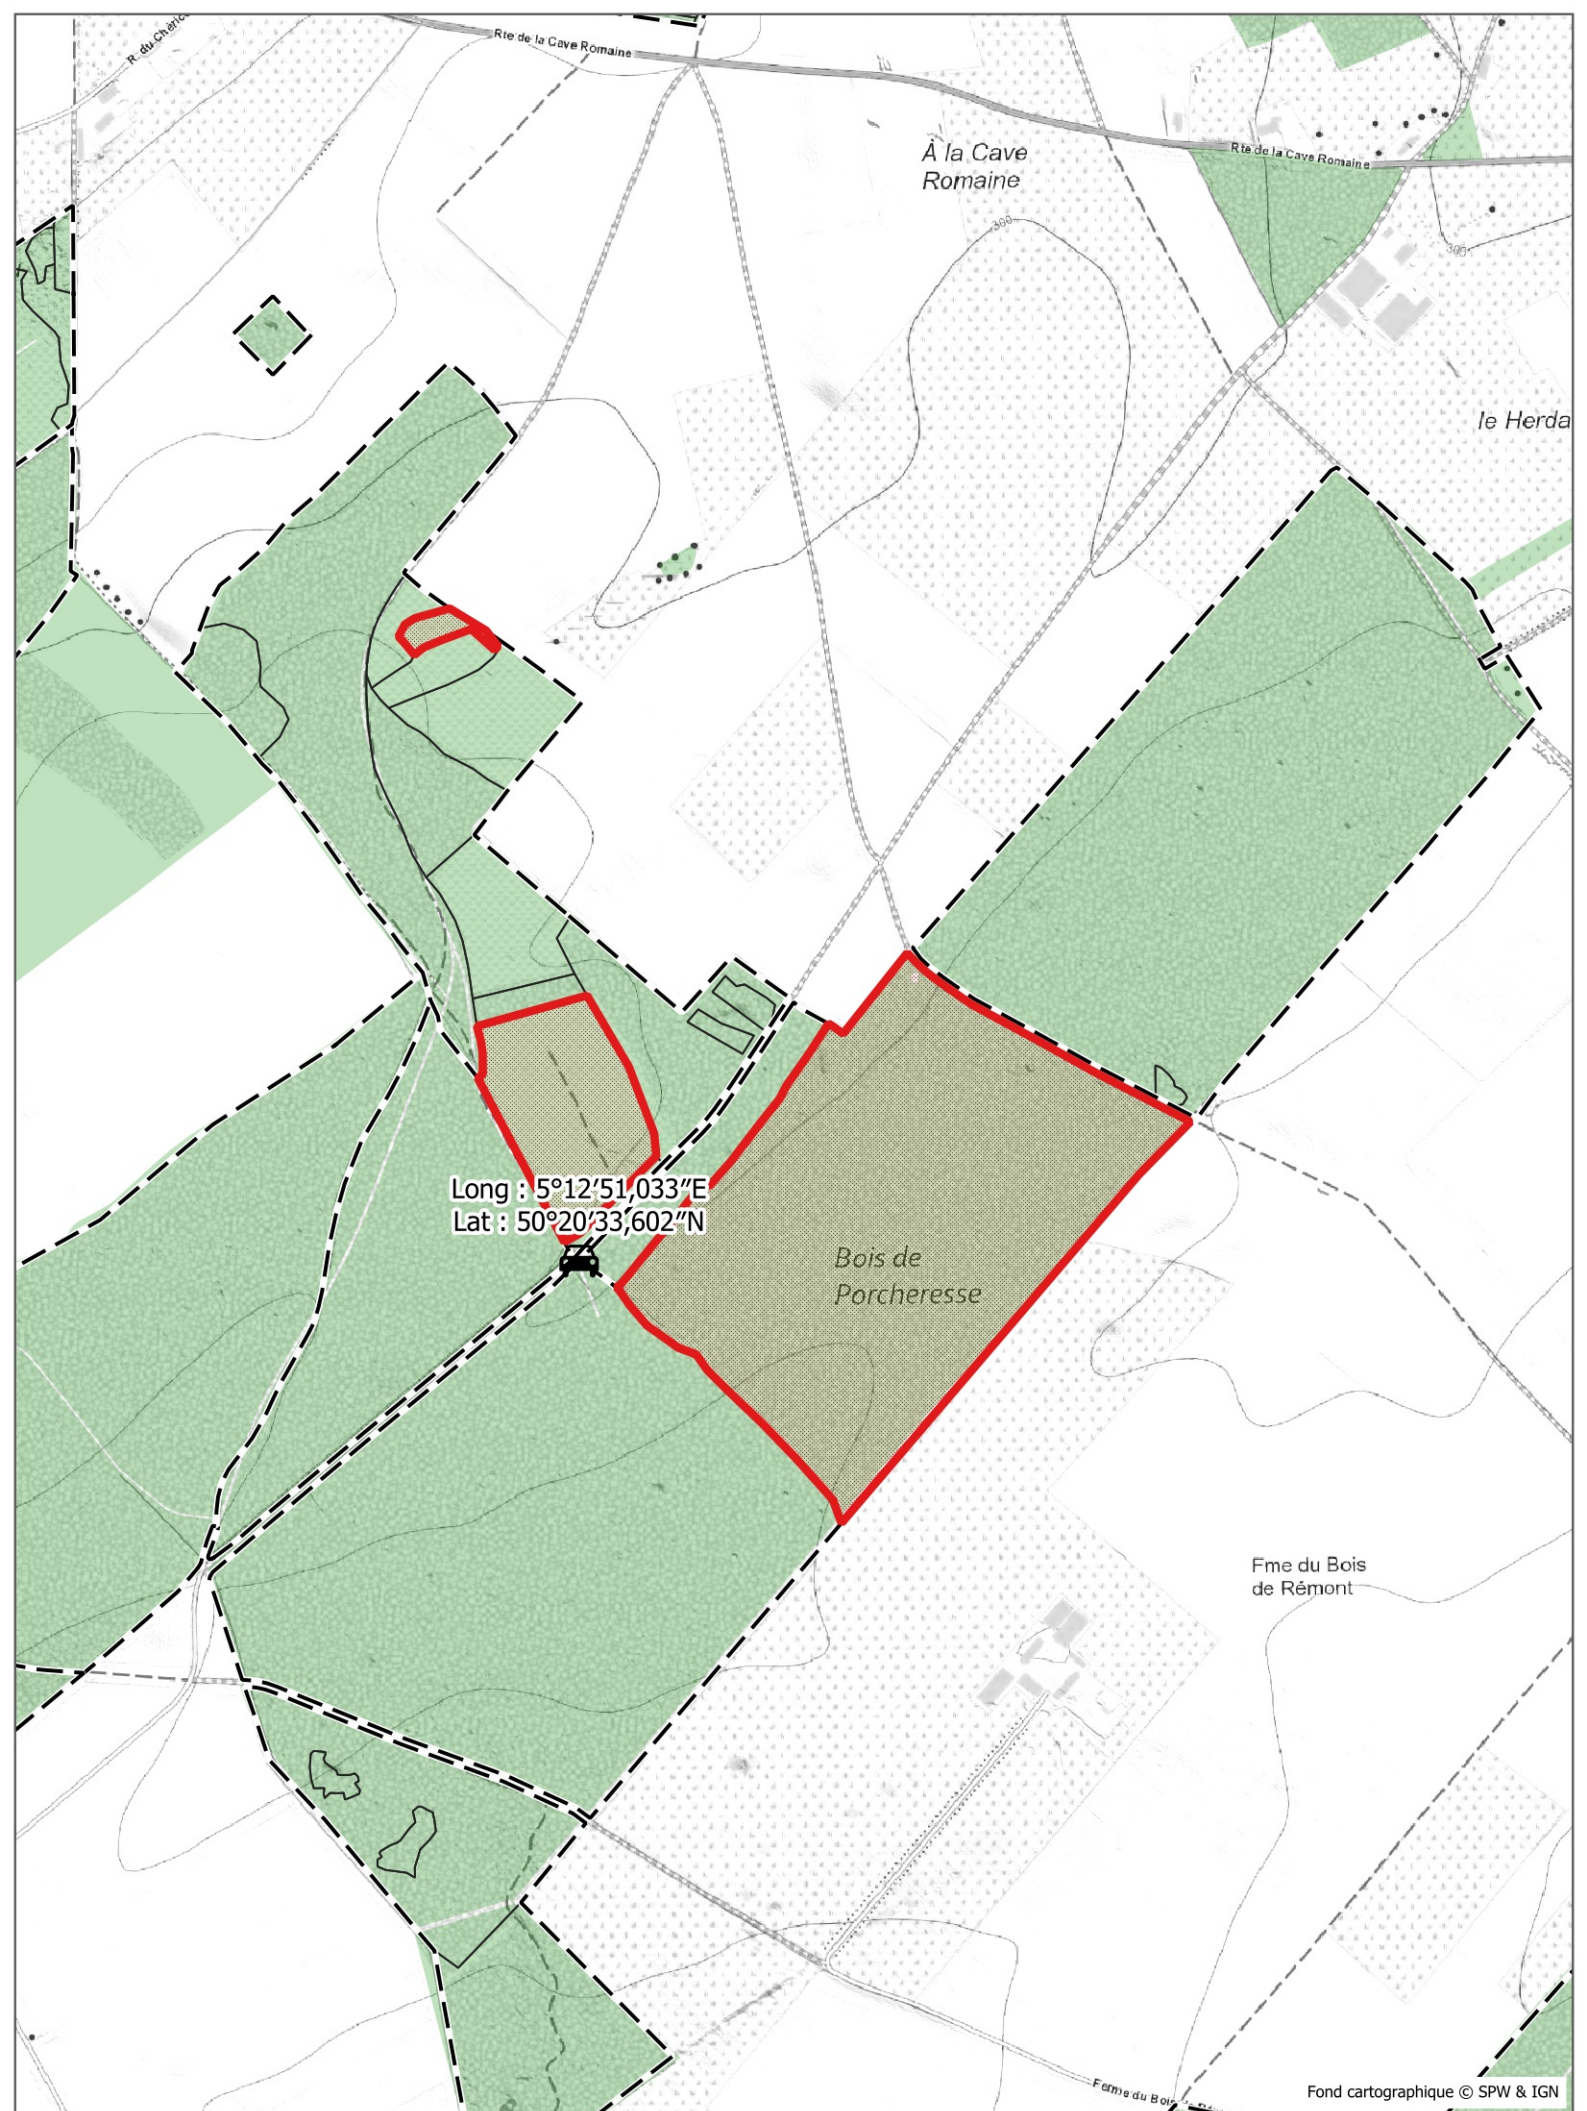 R. du Chéric
Rte de la Cave Romaine
À la Cave
Romaine
Rte de la Cave Romaine
300
300
le Herda
Long : 5°12′51,033″E
Lat : 50°20′33,602″N
Bois de
Porcheresse
Fme du Bois
de Rémont
Ferme du Bois
Fond cartographique © SPW & IGN